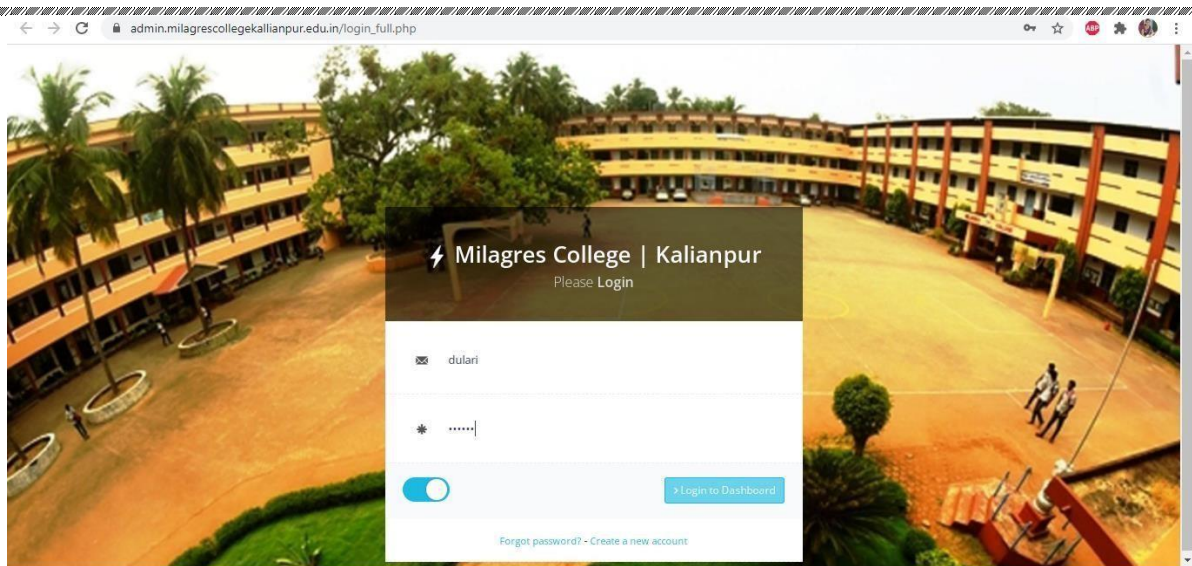 admin.milagrescollegekallianpur.edu.in/login_full.php
ABP
Milagres College | Kalianpur
Please Login
dulari
••••••
>Login to Dashboard
Forgot password? - Create a new account